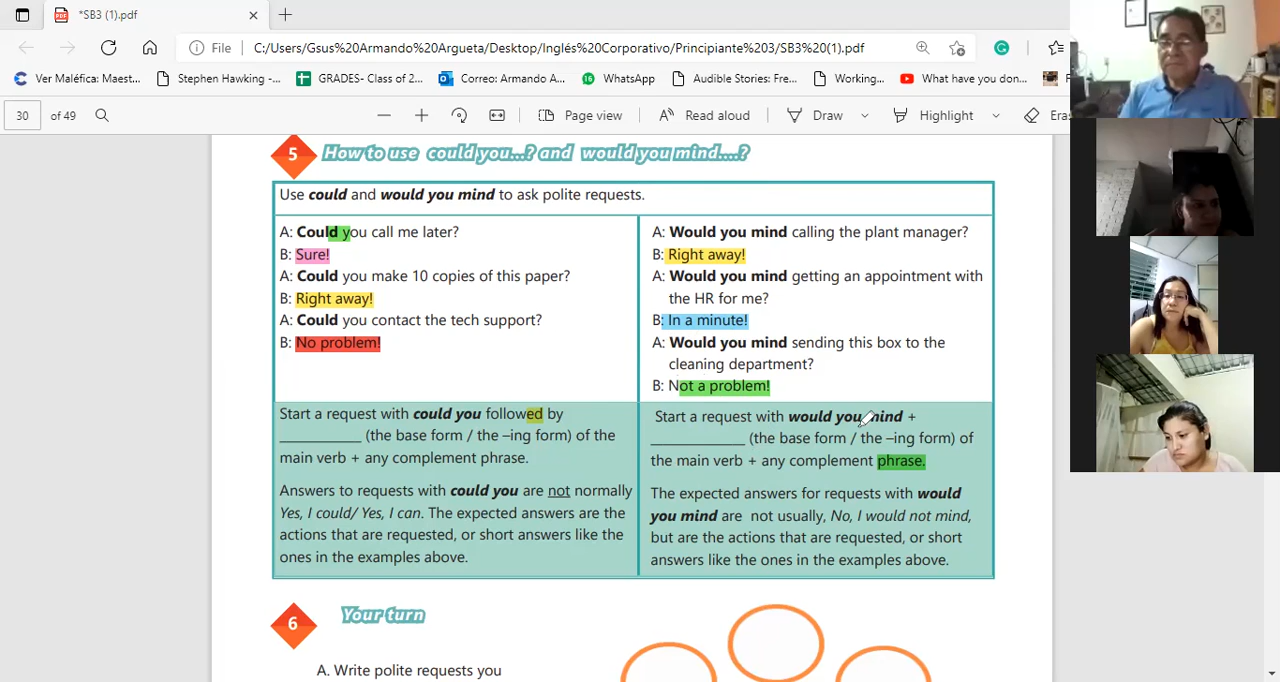 *SB3 (1).pdf
File C:/Users/Gsus%20Armando%20Argueta/Desktop/Inglés%20Corporativo/Principiante%203/SB3%20(1).pdf
Ver Maléfica: Maest... Stephen Hawking -... GRADES- Class of 2... Correo: Armando A... WhatsApp Audible Stories: Fre... Working... What have you don...
30 of 49 Page view Read aloud Draw Highlight Eras
5 How to use could you...? and would you mind....?
Use could and would you mind to ask polite requests.
A: Could you call me later?
B: Sure!
A: Could you make 10 copies of this paper?
B: Right away!
A: Could you contact the tech support?
B: No problem!
A: Would you mind calling the plant manager?
B: Right away!
A: Would you mind getting an appointment with
the HR for me?
B: In a minute!
A: Would you mind sending this box to the
cleaning department?
B: Not a problem!
Start a request with could you followed by
___________ (the base form / the –ing form) of the
main verb + any complement phrase.
Answers to requests with could you are not normally
Yes, I could/ Yes, I can. The expected answers are the
actions that are requested, or short answers like the
ones in the examples above.
Start a request with would you mind +
_____________ (the base form / the –ing form) of
the main verb + any complement phrase.
The expected answers for requests with would
you mind are not usually, No, I would not mind,
but are the actions that are requested, or short
answers like the ones in the examples above.
6 Your turn
A. Write polite requests you